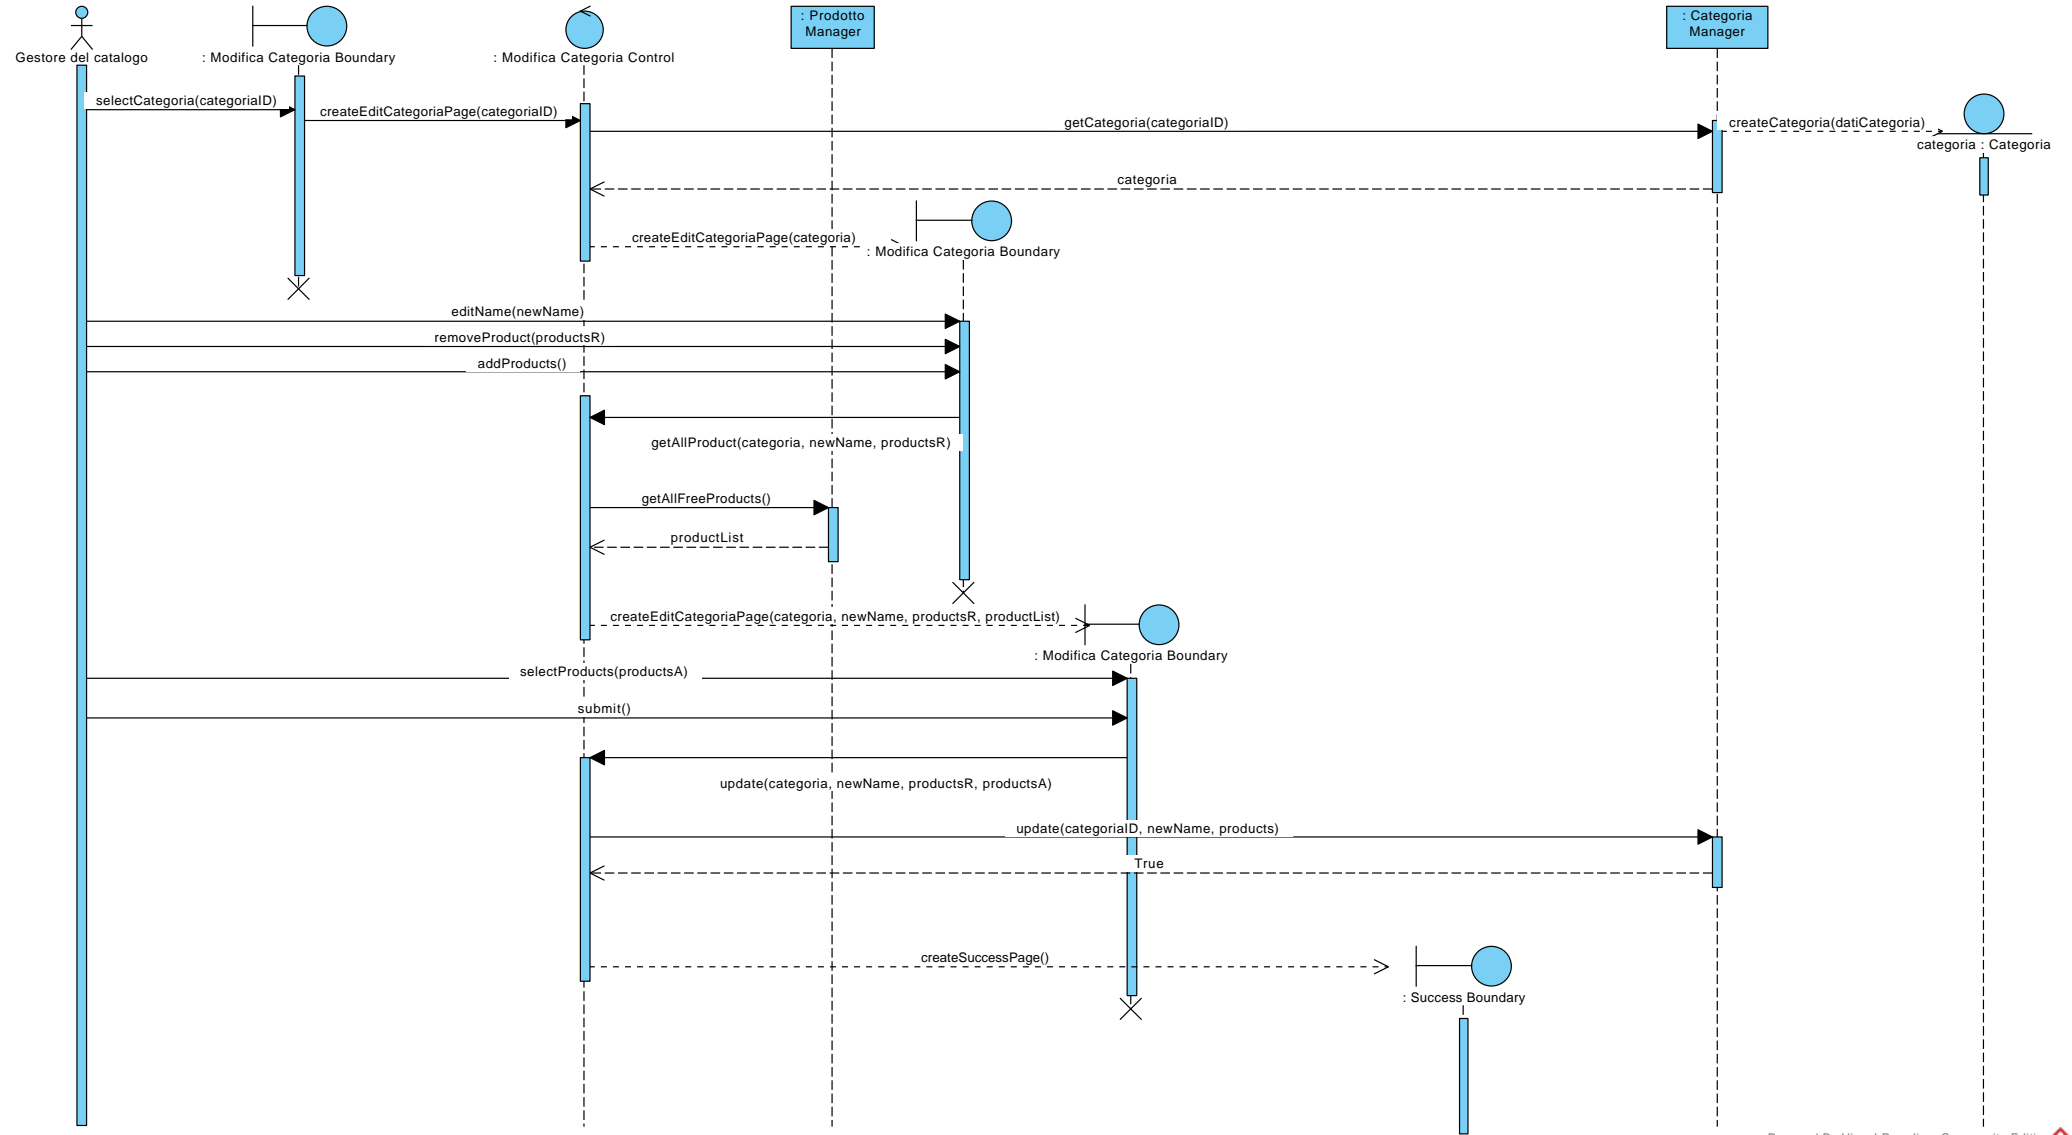 : Prodotto
Manager
: Categoria
Manager
Gestore del catalogo
: Modifica Categoria Boundary
: Modifica Categoria Control
selectCategoria(categoriaID)
createEditCategoriaPage(categoriaID)
getCategoria(categoriaID)
createCategoria(datiCategoria)
categoria : Categoria
categoria
createEditCategoriaPage(categoria)
: Modifica Categoria Boundary
editName(newName)
removeProduct(productsR)
addProducts()
getAllProduct(categoria, newName, productsR)
getAllFreeProducts()
productList
createEditCategoriaPage(categoria, newName, productsR, productList)
: Modifica Categoria Boundary
selectProducts(productsA)
submit()
update(categoria, newName, productsR, productsA)
update(categoriaID, newName, products)
True
createSuccessPage()
: Success Boundary